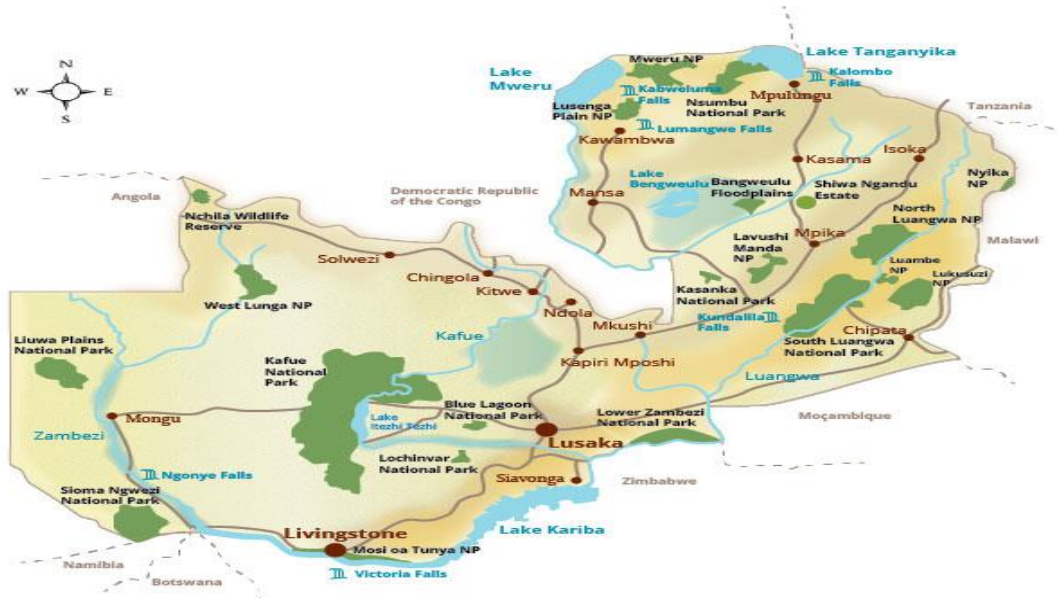 N
W
E
S
Lake
Mweru
Mweru NP
Lake Tanganyika
Kalombo
Falls
Kabweluma
Falls
Mpulungu
Nsumbu
National Park
Lusenga
Plain NP
Lumangwe Falls
Kawambwa
Tanzania
Kasama
Isoka
Nyika
NP
Angola
Democratic Republic
of the Congo
Mansa
Lake
Bengweulu
Bangweulu
Floodplains
Shiwa Ngandu
Estate
North
Luangwa NP
Nchila Wildlife
Reserve
Mpika
Malawi
Lavushi
Manda
NP
Luambe
NP
Lukusuzi
NP
Solwezi
Chingola
Kitwe
Kasanka
National Park
West Lunga NP
Ndola
Mkushi
Kundalila
Falls
Chipata
Kafue
Liuwa Plains
National Park
South Luangwa
National Park
Kapiri Mposhi
Kafue
National
Park
Luangwa
Mongu
Blue Lagoon
National Park
Lower Zambezi
National Park
Moçambique
Lake
Itezhi Tezhi
Zambezi
Lusaka
Lochinvar
National Park
Ngonye Falls
Siavonga
Zimbabwe
Sioma Ngwezi
National Park
Lake Kariba
Livingstone
Mosi oa Tunya NP
Namibia
Victoria Falls
Botswana